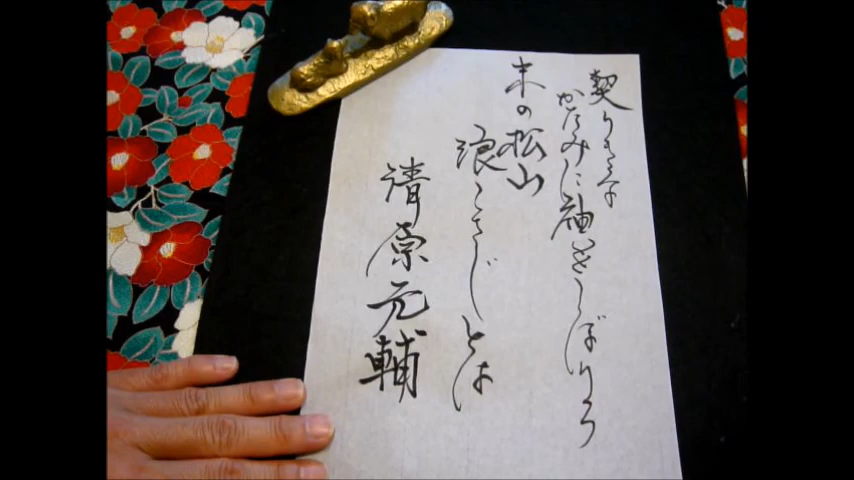 契りきな
かたみに袖をしぼりつつ
末の松山
浪こさじとは
清原元輔